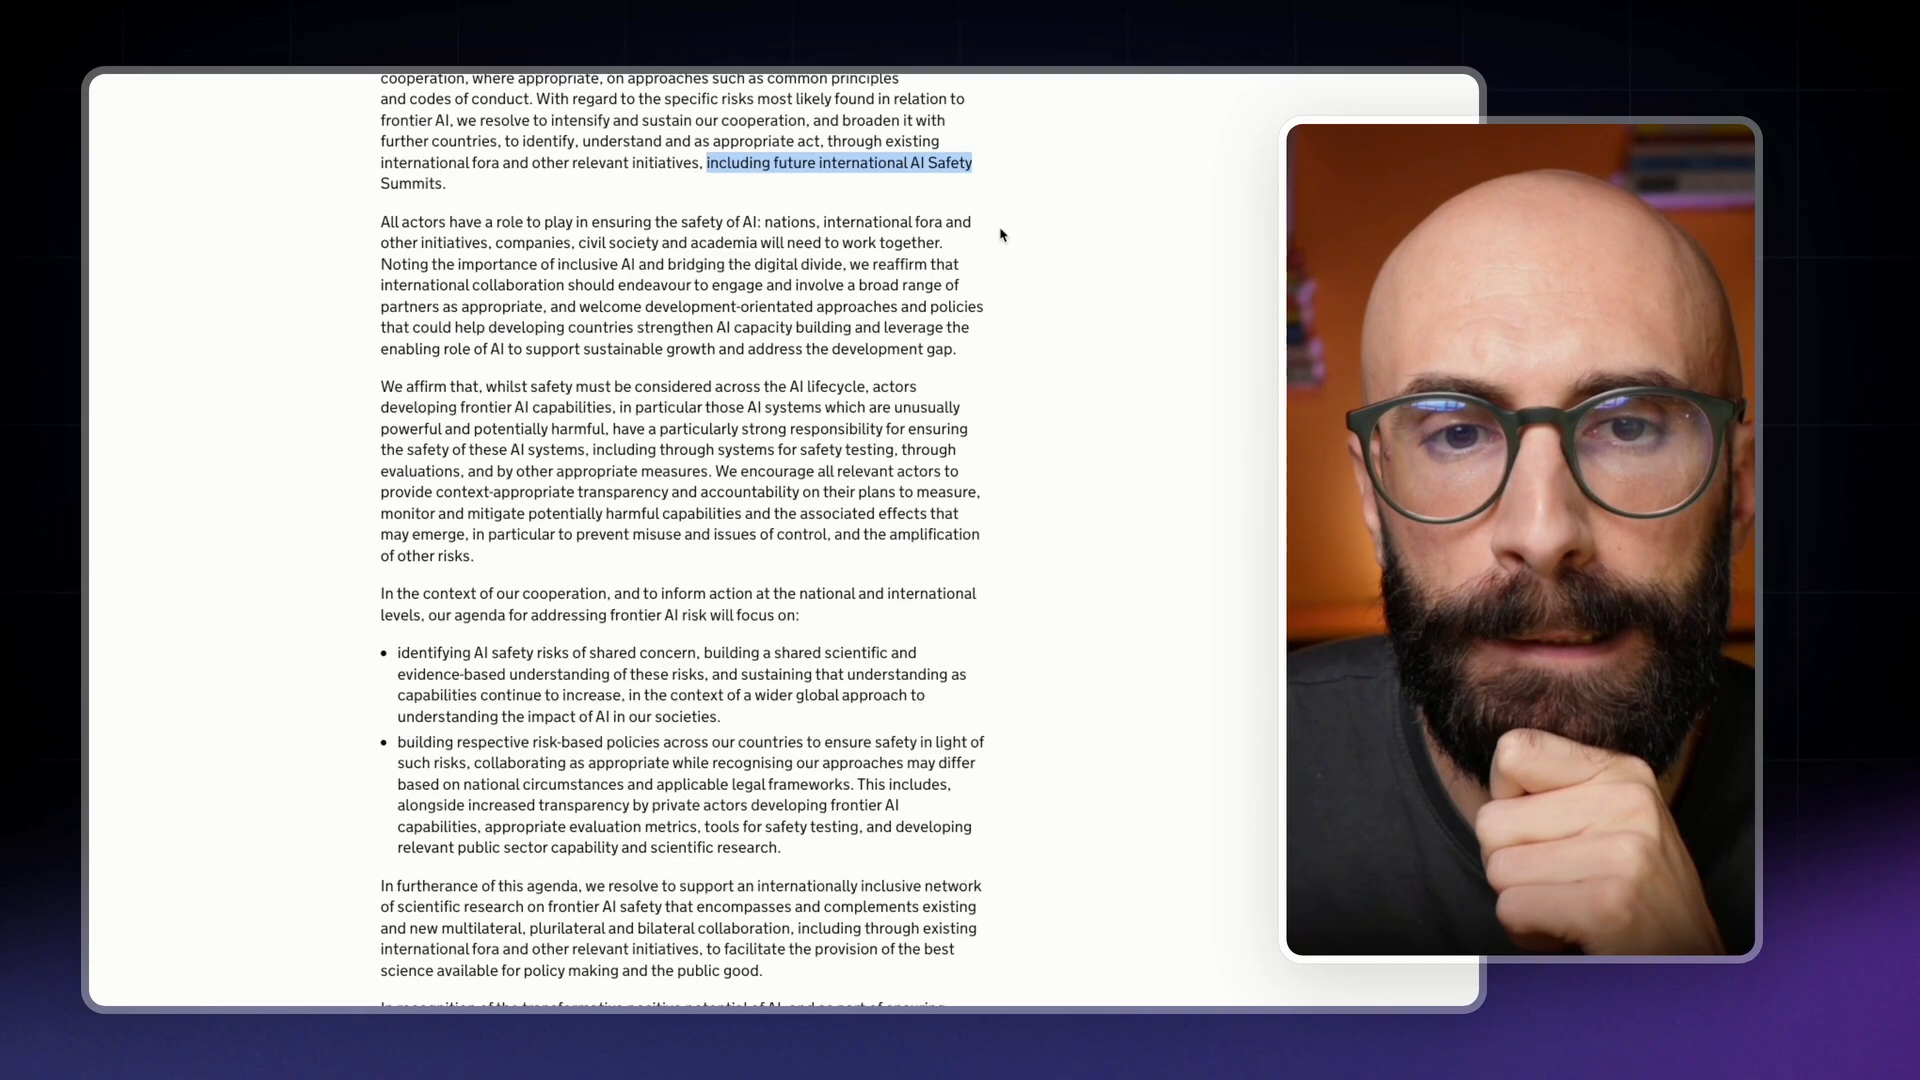 cooperation, where appropriate, on approaches such as common principles
and codes of conduct. With regard to the specific risks most likely found in relation to
frontier AI, we resolve to intensify and sustain our cooperation, and broaden it with
further countries, to identify, understand and as appropriate act, through existing
international fora and other relevant initiatives, including future international AI Safety
Summits.
All actors have a role to play in ensuring the safety of AI: nations, international fora and
other initiatives, companies, civil society and academia will need to work together.
Noting the importance of inclusive AI and bridging the digital divide, we reaffirm that
international collaboration should endeavour to engage and involve a broad range of
partners as appropriate, and welcome development-orientated approaches and policies
that could help developing countries strengthen AI capacity building and leverage the
enabling role of AI to support sustainable growth and address the development gap.
We affirm that, whilst safety must be considered across the AI lifecycle, actors
developing frontier AI capabilities, in particular those AI systems which are unusually
powerful and potentially harmful, have a particularly strong responsibility for ensuring
the safety of these AI systems, including through systems for safety testing, through
evaluations, and by other appropriate measures. We encourage all relevant actors to
provide context-appropriate transparency and accountability on their plans to measure,
monitor and mitigate potentially harmful capabilities and the associated effects that
may emerge, in particular to prevent misuse and issues of control, and the amplification
of other risks.
In the context of our cooperation, and to inform action at the national and international
levels, our agenda for addressing frontier AI risk will focus on:
• identifying AI safety risks of shared concern, building a shared scientific and
evidence-based understanding of these risks, and sustaining that understanding as
capabilities continue to increase, in the context of a wider global approach to
understanding the impact of AI in our societies.
• building respective risk-based policies across our countries to ensure safety in light of
such risks, collaborating as appropriate while recognising our approaches may differ
based on national circumstances and applicable legal frameworks. This includes,
alongside increased transparency by private actors developing frontier AI
capabilities, appropriate evaluation metrics, tools for safety testing, and developing
relevant public sector capability and scientific research.
In furtherance of this agenda, we resolve to support an internationally inclusive network
of scientific research on frontier AI safety that encompasses and complements existing
and new multilateral, plurilateral and bilateral collaboration, including through existing
international fora and other relevant initiatives, to facilitate the provision of the best
science available for policy making and the public good.